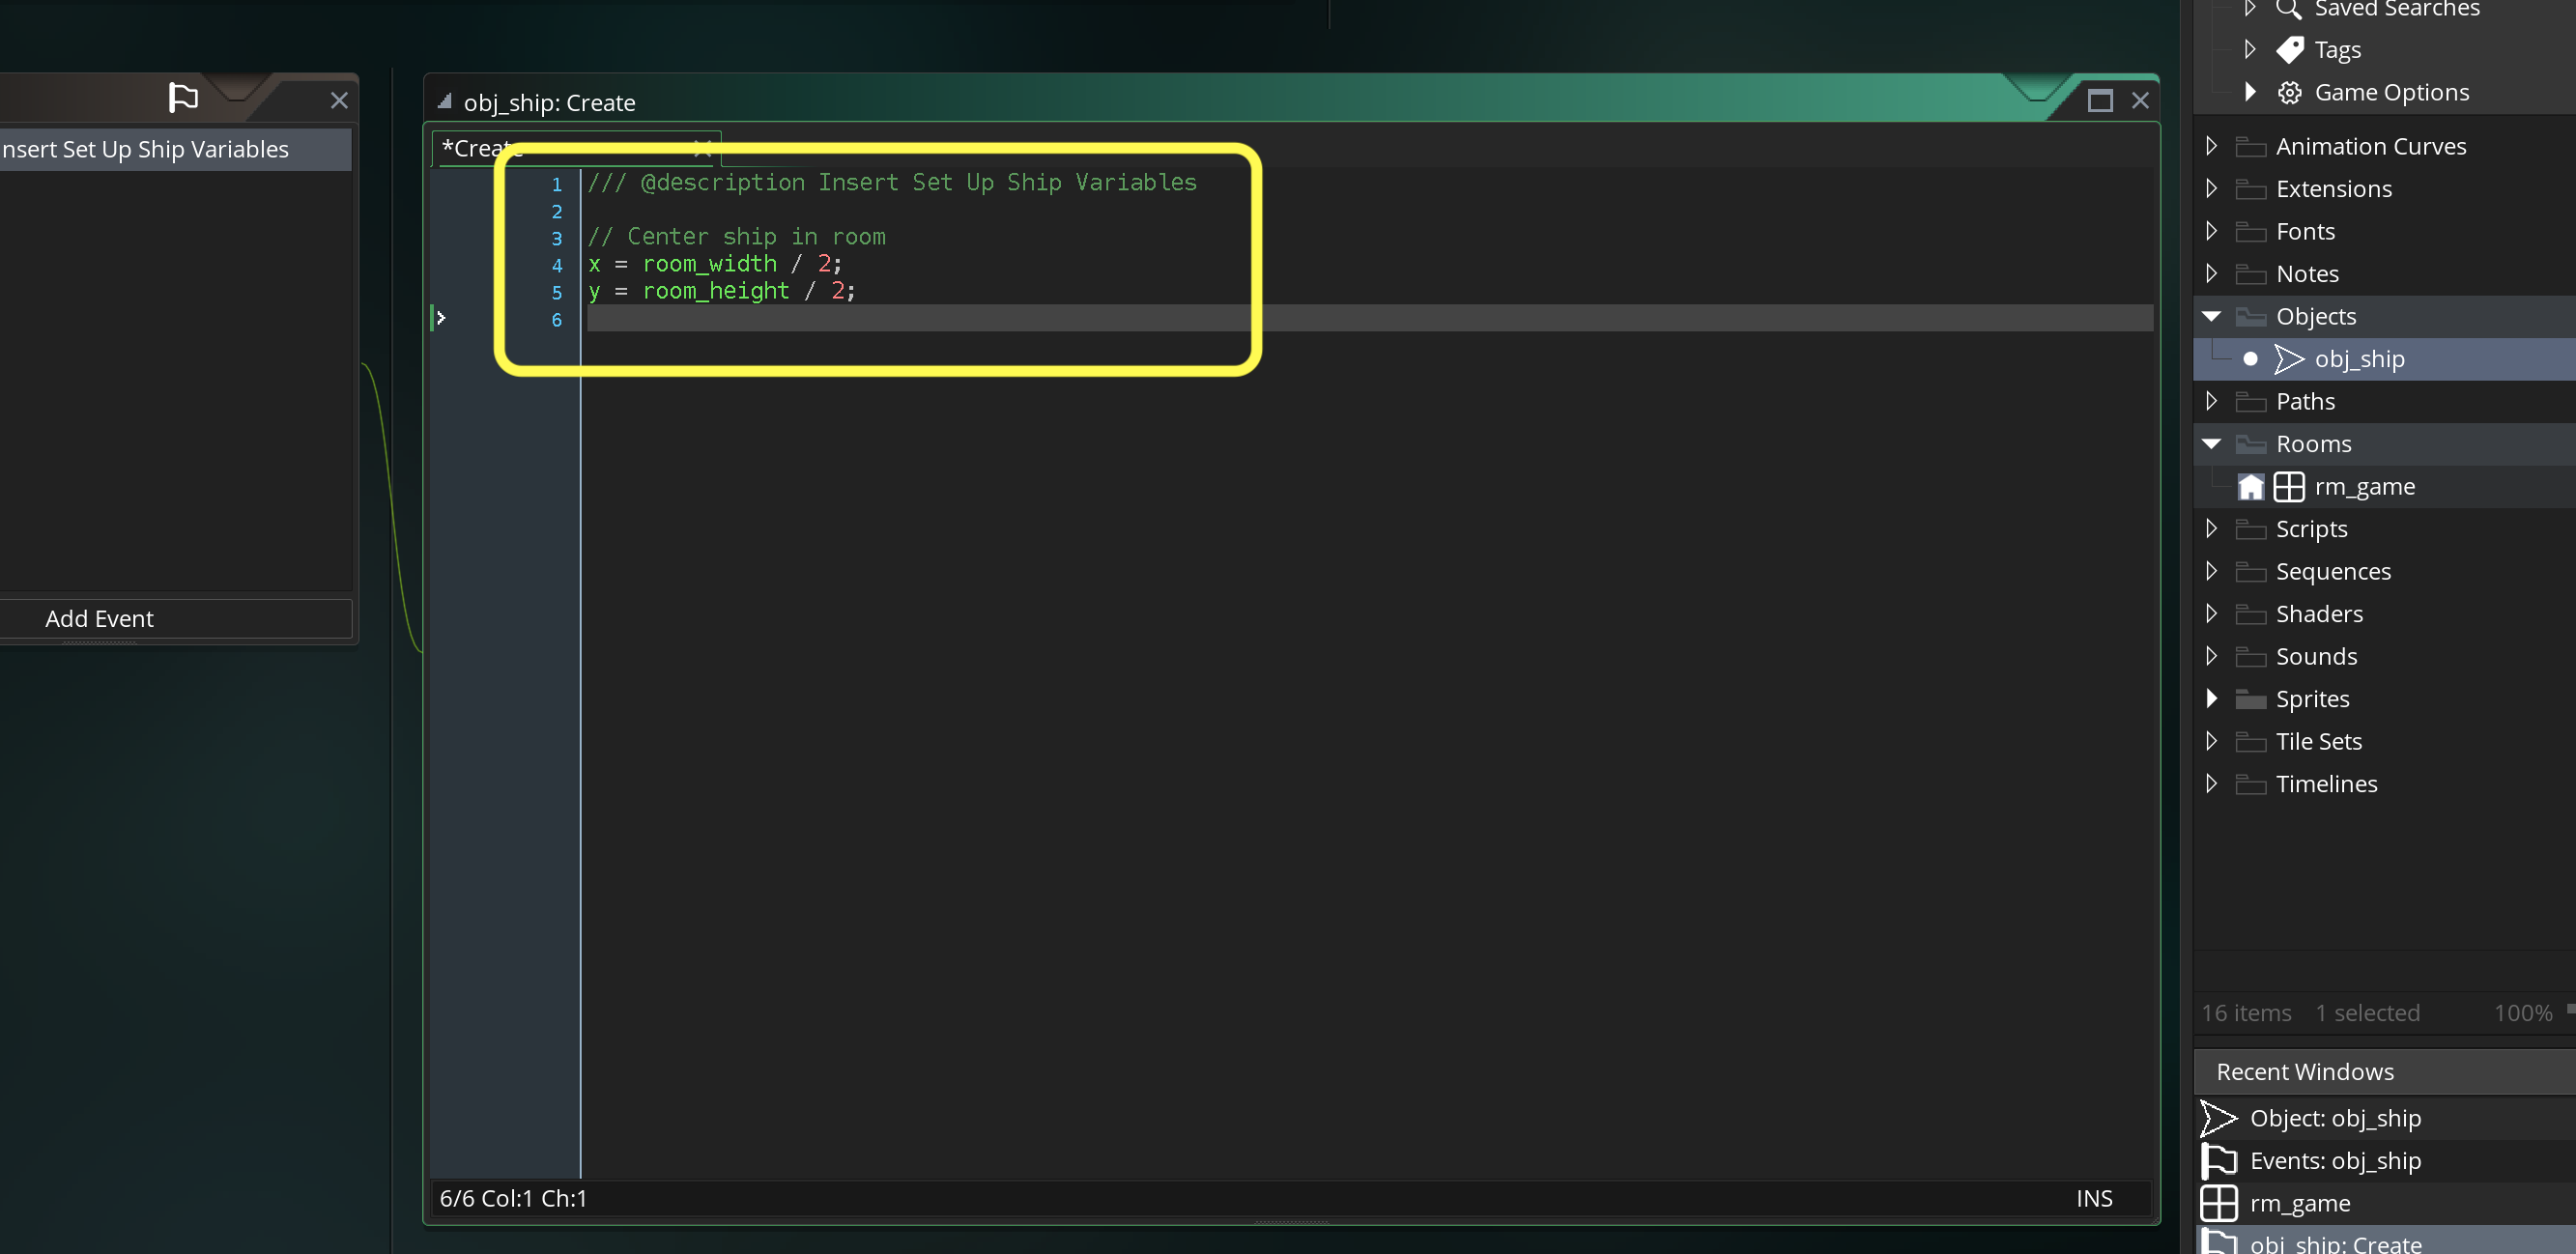 nsert Set Up Ship Variables
Add Event
obj_ship: Create
*Create
1 /// @description Insert Set Up Ship Variables
2
3 // Center ship in room
4 x = room_width / 2;
5 y = room_height / 2;
6
6/6 Col:1 Ch:1 INS
Saved Searches
Tags
Game Options
Animation Curves
Extensions
Fonts
Notes
Objects
obj_ship
Paths
Rooms
rm_game
Scripts
Sequences
Shaders
Sounds
Sprites
Tile Sets
Timelines
16 items 1 selected 100%
Recent Windows
Object: obj_ship
Events: obj_ship
rm_game
obj_ship: Create